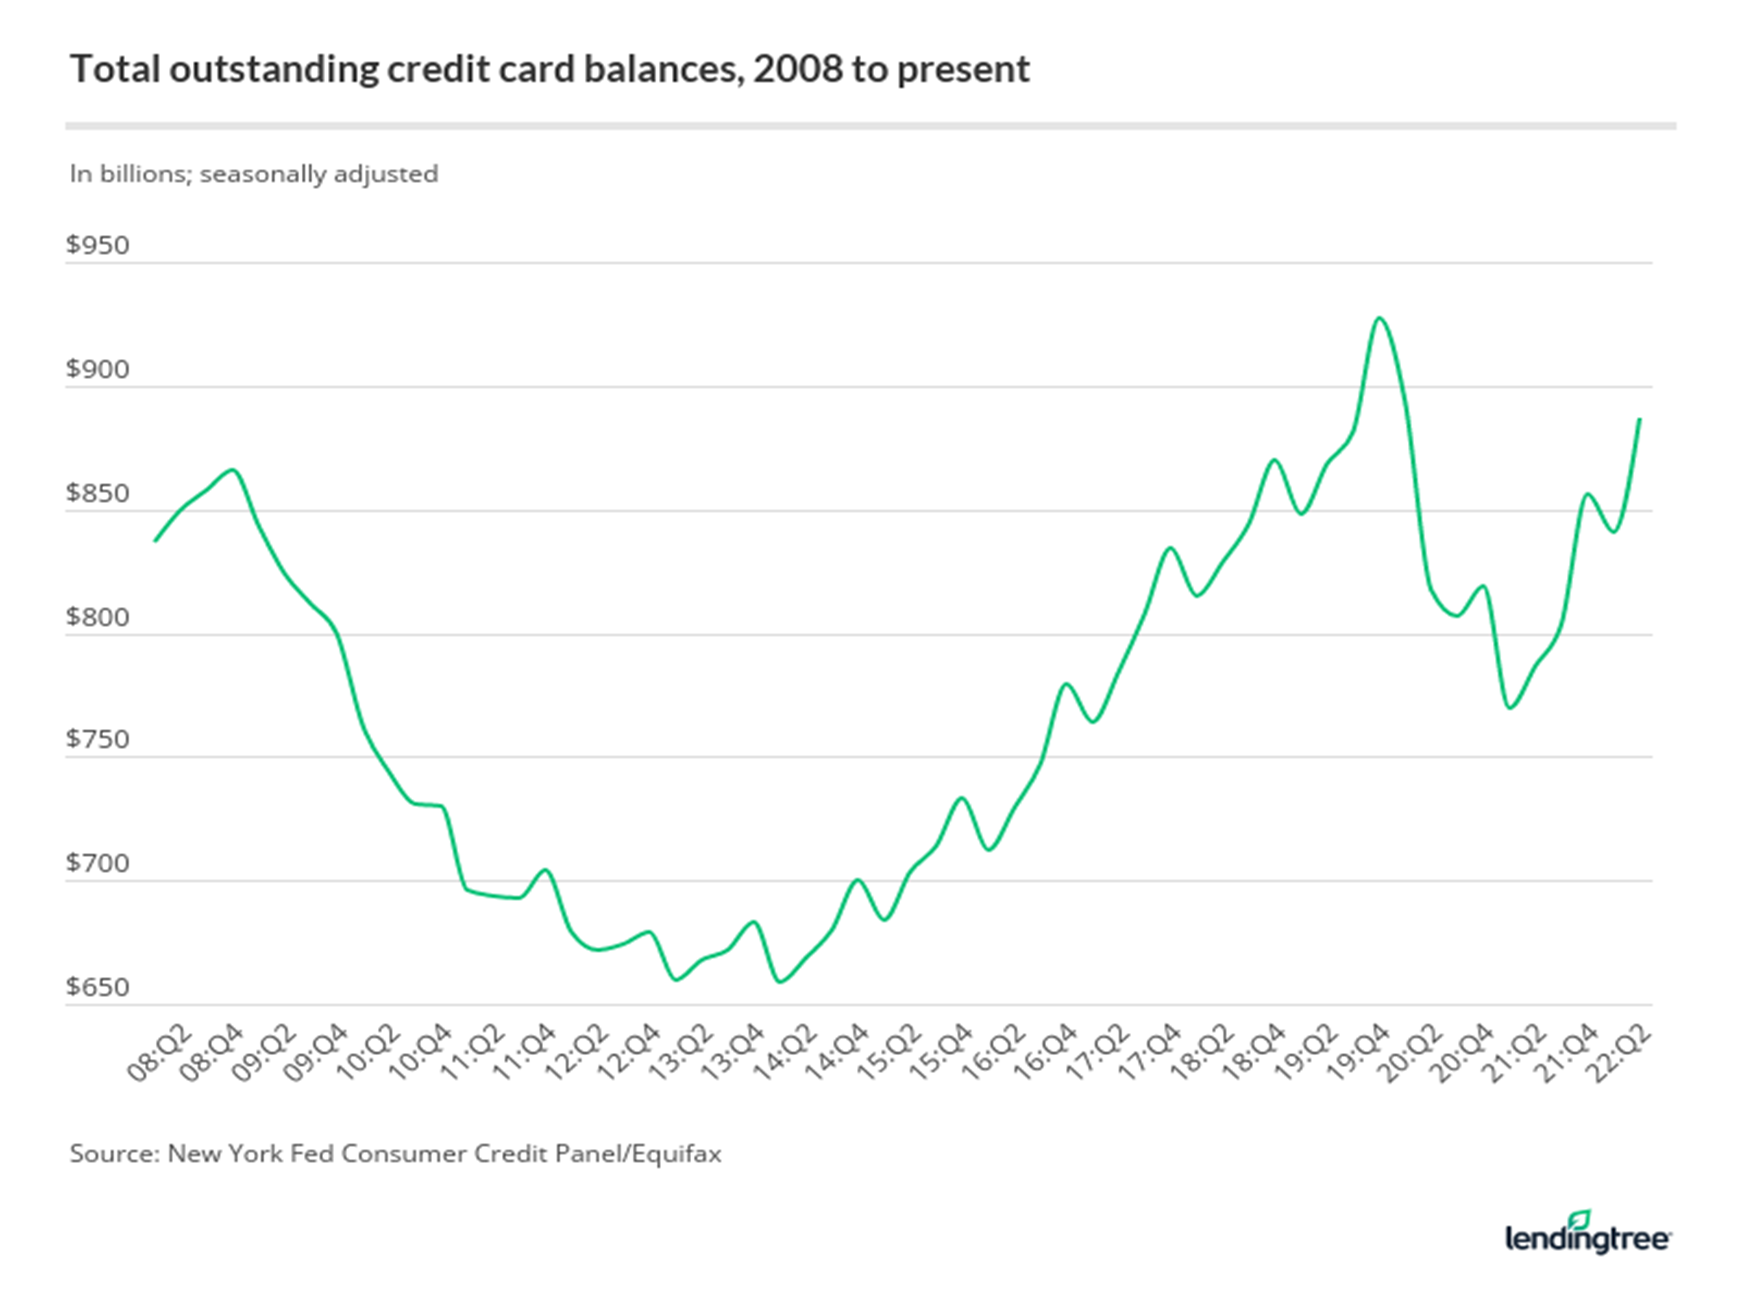 Total outstanding credit card balances, 2008 to present
In billions; seasonally adjusted
$950
$900
$850
$800
$750
$700
$650
08:Q2 08:Q4 09:Q2 09:Q4 10:Q2 10:Q4 11:Q2 11:Q4 12:Q2 12:Q4 13:Q2 13:Q4 14:Q2 14:Q4 15:Q2 15:Q4 16:Q2 16:Q4 17:Q2 17:Q4 18:Q2 18:Q4 19:Q2 19:Q4 20:Q2 20:Q4 21:Q2 21:Q4 22:Q2
Source: New York Fed Consumer Credit Panel/Equifax
lendingtree